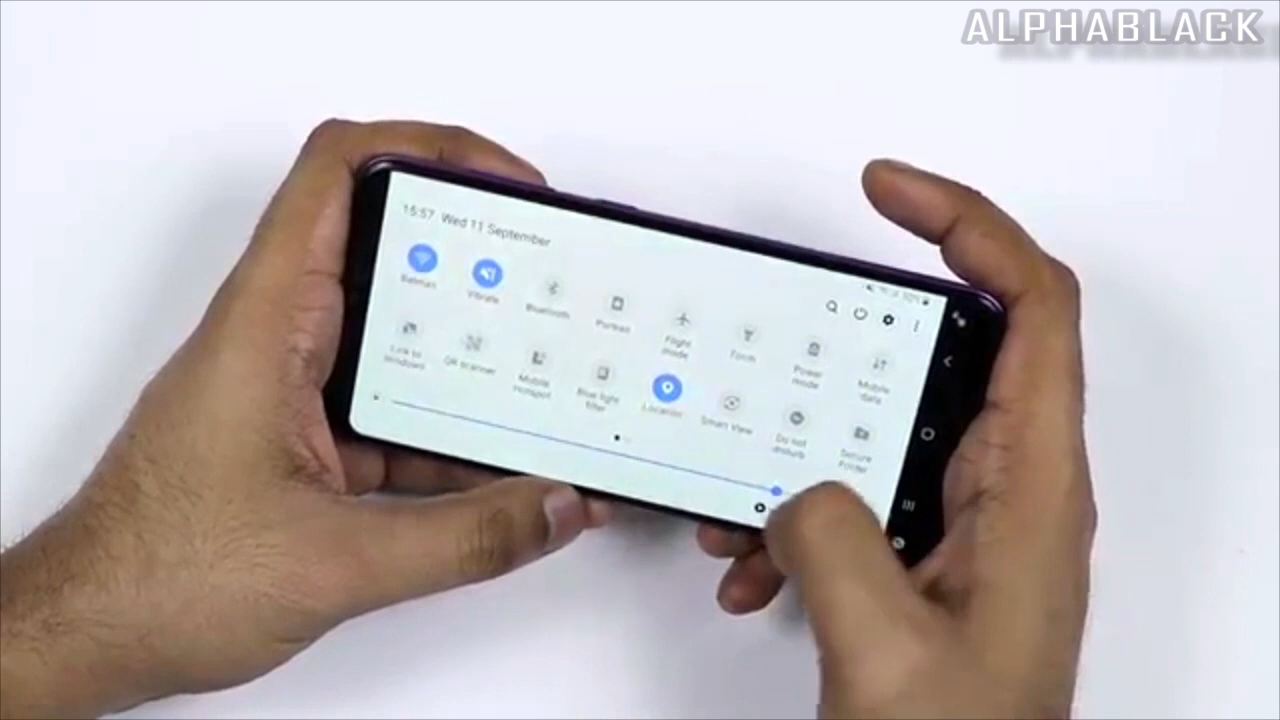 ALPHABLACK
15:57 Wed 11 September
Batman
Vibrate
Bluetooth
Portrait
Flight
mode
Torch
Power
mode
Mobile
data
Link to
Windows
QR scanner
Mobile
Hotspot
Blue light
filter
Location
Smart View
Do not
disturb
Secure
Folder